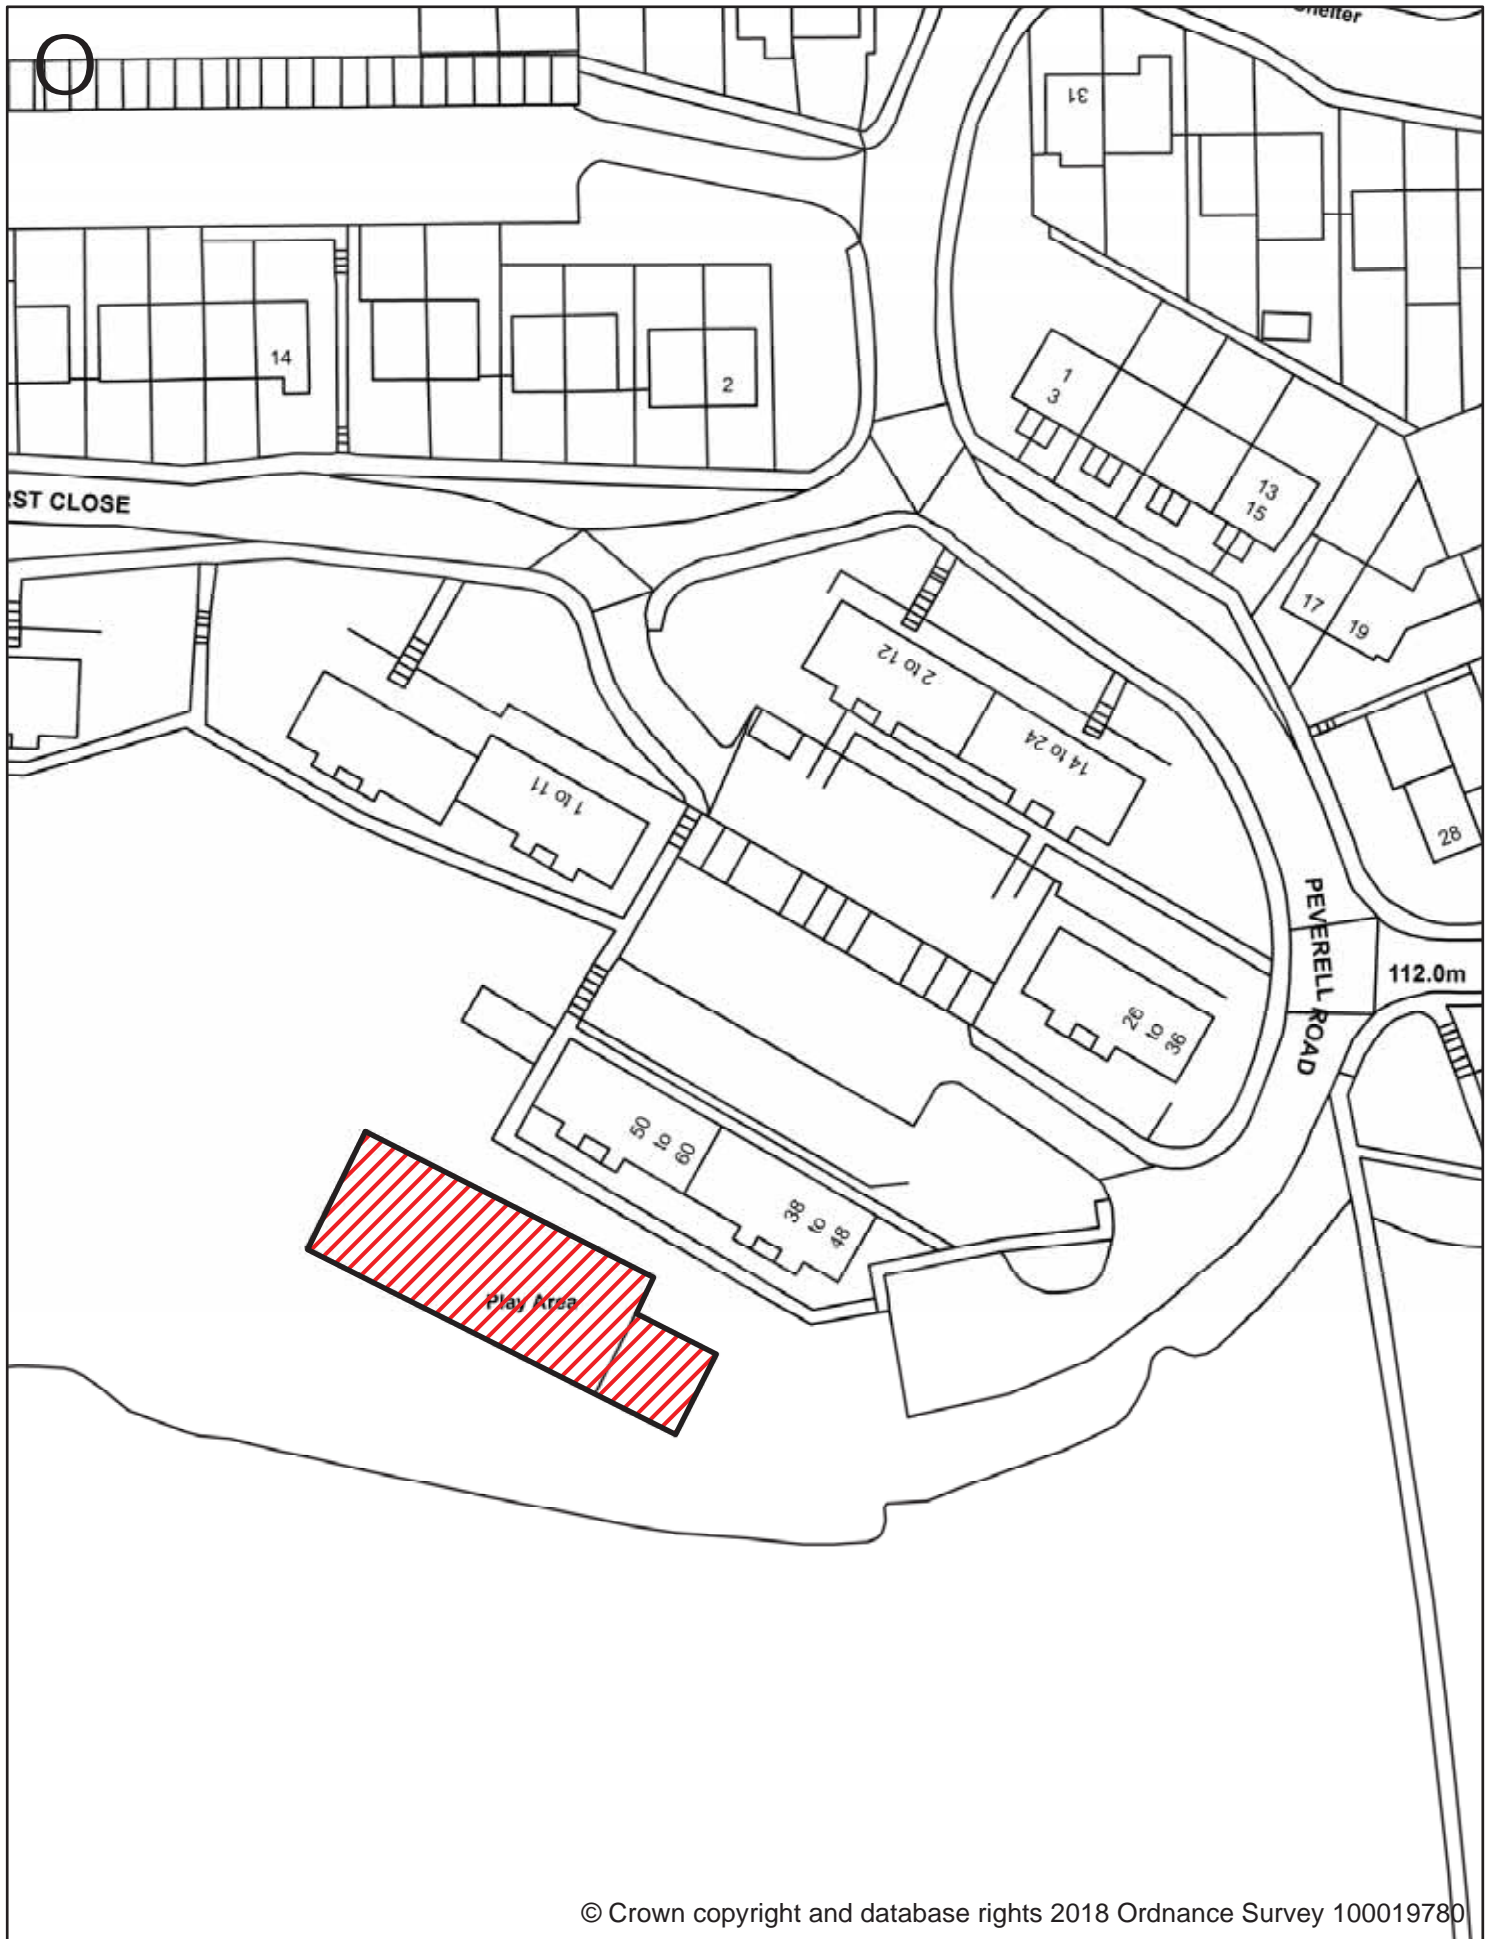 O
Shelter
31
14
2
1
3
13
15
RST CLOSE
17
19
2 to 12
14 to 24
1 to 11
28
PEVERELL ROAD
112.0m
26
to
36
50
to
60
38
to
48
Play Area
© Crown copyright and database rights 2018 Ordnance Survey 100019780